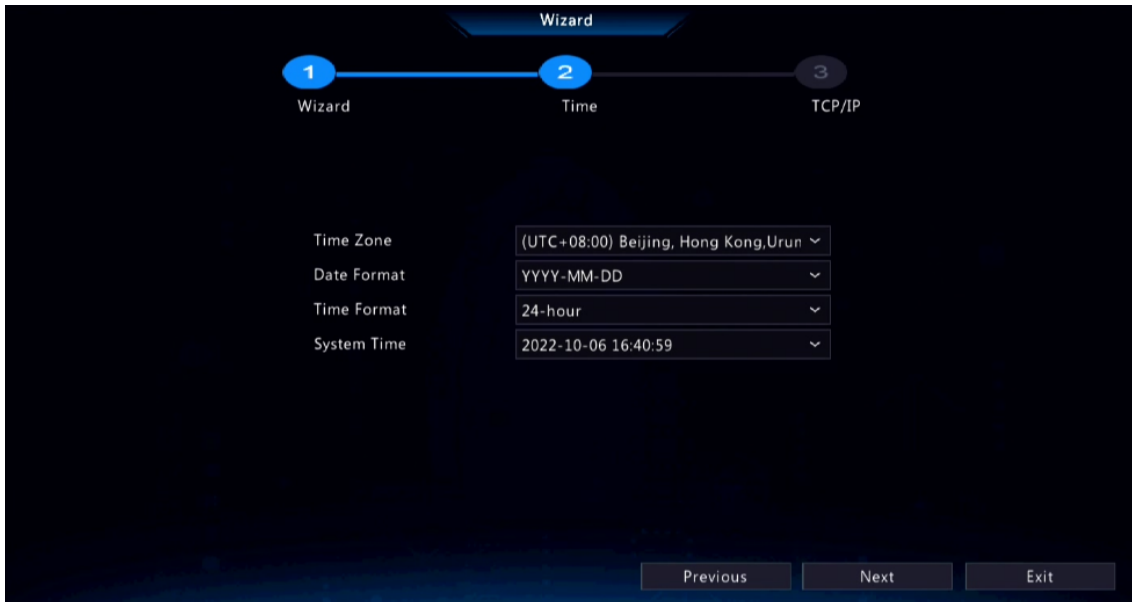 Wizard
1 2 3
Wizard Time TCP/IP
Time Zone (UTC+08:00) Beijing, Hong Kong,Urun
Date Format YYYY-MM-DD
Time Format 24-hour
System Time 2022-10-06 16:40:59
Previous Next Exit